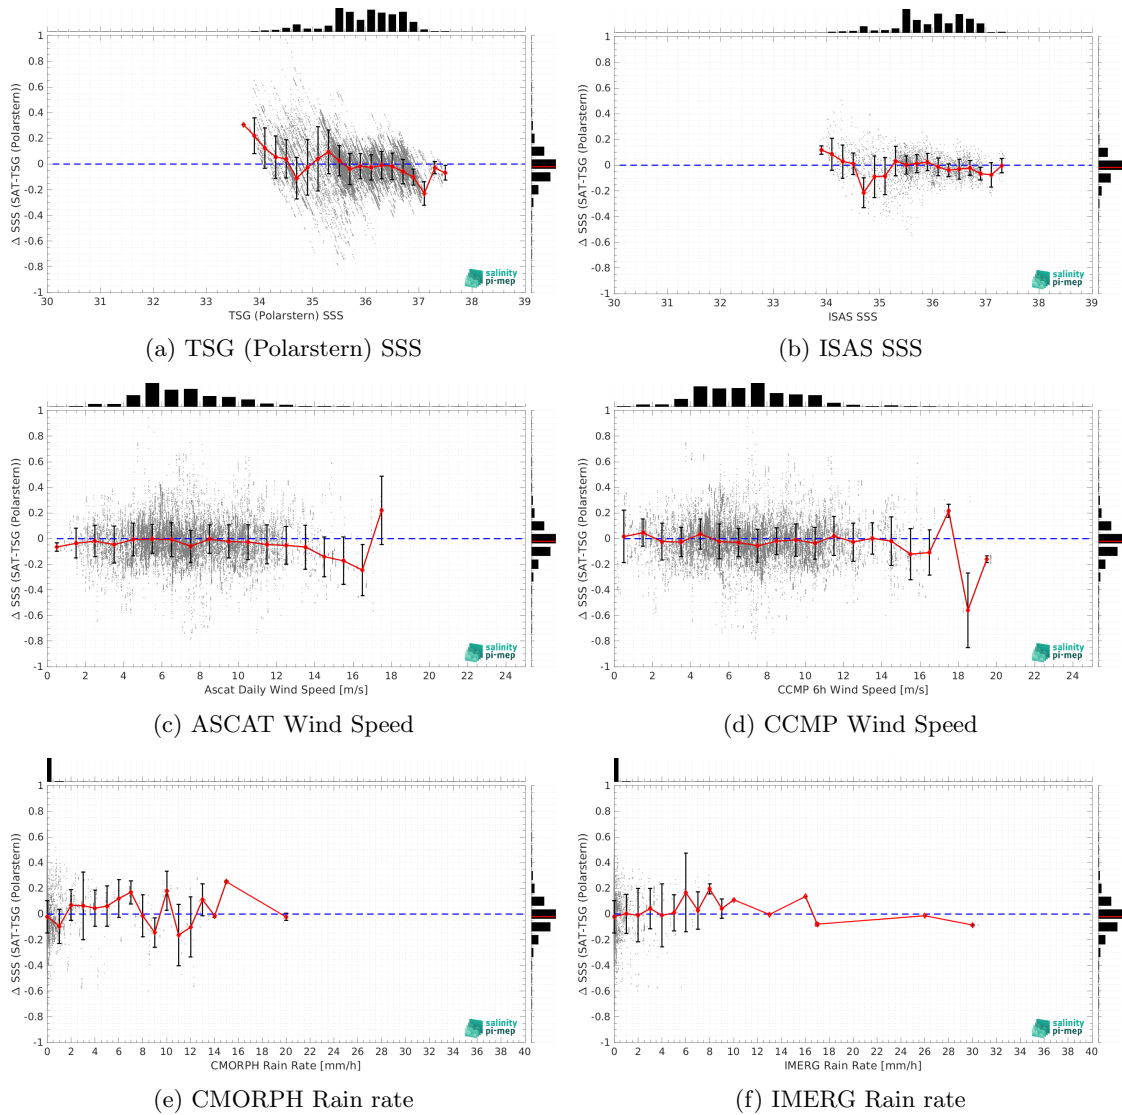 1
0.8
0.6
0.4
0.2
0
-0.2
-0.4
-0.6
-0.8
-1
Δ SSS (SAT-TSG (Polarstern))
30 31 32 33 34 35 36 37 38 39
TSG (Polarstern) SSS
salinity
pi-mep
(a) TSG (Polarstern) SSS
1
0.8
0.6
0.4
0.2
0
-0.2
-0.4
-0.6
-0.8
-1
Δ SSS (SAT-TSG (Polarstern))
30 31 32 33 34 35 36 37 38 39
ISAS SSS
salinity
pi-mep
(b) ISAS SSS
1
0.8
0.6
0.4
0.2
0
-0.2
-0.4
-0.6
-0.8
-1
Δ SSS (SAT-TSG (Polarstern))
0 2 4 6 8 10 12 14 16 18 20 22 24
Ascat Daily Wind Speed [m/s]
salinity
pi-mep
(c) ASCAT Wind Speed
1
0.8
0.6
0.4
0.2
0
-0.2
-0.4
-0.6
-0.8
-1
Δ SSS (SAT-TSG (Polarstern))
0 2 4 6 8 10 12 14 16 18 20 22 24
CCMP 6h Wind Speed [m/s]
salinity
pi-mep
(d) CCMP Wind Speed
1
0.8
0.6
0.4
0.2
0
-0.2
-0.4
-0.6
-0.8
-1
Δ SSS (SAT-TSG (Polarstern))
0 2 4 6 8 10 12 14 16 18 20 22 24 26 28 30 32 34 36 38 40
CMORPH Rain Rate [mm/h]
salinity
pi-mep
(e) CMORPH Rain rate
1
0.8
0.6
0.4
0.2
0
-0.2
-0.4
-0.6
-0.8
-1
Δ SSS (SAT-TSG (Polarstern))
0 2 4 6 8 10 12 14 16 18 20 22 24 26 28 30 32 34 36 38 40
IMERG Rain Rate [mm/h]
salinity
pi-mep
(f) IMERG Rain rate